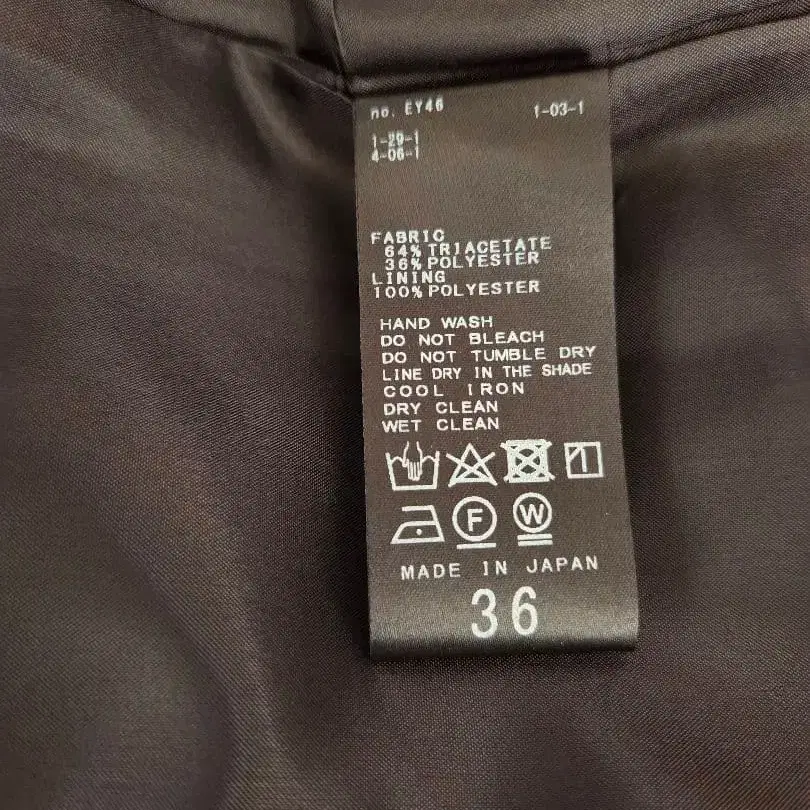 no. EY46 1-03-1
1-29-1
4-06-1
FABRIC
64% TRIACETATE
36% POLYESTER
LINING
100% POLYESTER
HAND WASH
DO NOT BLEACH
DO NOT TUMBLE DRY
LINE DRY IN THE SHADE
COOL IRON
DRY CLEAN
WET CLEAN
F W
MADE IN JAPAN
36